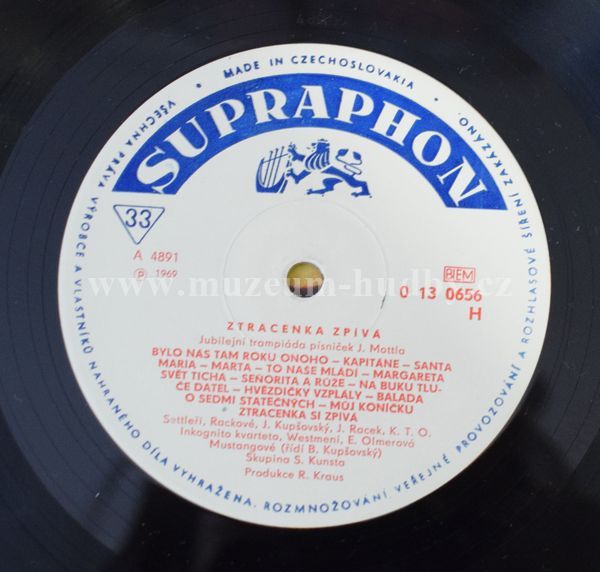 MADE IN CZECHOSLOVAKIA
SUPRAPHON
33
A 4891
Ⓟ 1969
BIEM
0 13 0656
H
www.muzeum-hudby.cz
ZTRACENKA ZPÍVÁ
Jubilejní trampiáda písniček J. Mottla
BYLO NÁS TAM ROKU ONOHO – KAPITÁNE – SANTA
MARIA – MARTA – TO NAŠE MLÁDÍ – MARGARETA
SVĚT TICHA – SEÑORITA A RŮŽE – NA BUKU TLU-
ČE DATEL – HVĚZDIČKY VZPLÁLY – BALADA
O SEDMI STATEČNÝCH – MŮJ KONÍČKU
ZTRACENKA SI ZPÍVÁ
Settleři, Rackové, J. Kupšovský, J. Racek, K. T. O.
Inkognito kvarteto, Westmeni, E. Olmerová
Mustangové (řídí B. Kupšovský)
Skupina S. Kunsta
Produkce R. Kraus
VŠECHNA PRÁVA VÝROBCE A VLASTNÍKŮ NAHRANÉHO DÍLA VYHRAŽENA. ROZMNOŽOVÁNÍ VEŘEJNÉ PROVOZOVÁNÍ A ROZHLASOVÉ ŠÍŘENÍ ZAKÁZÁNO